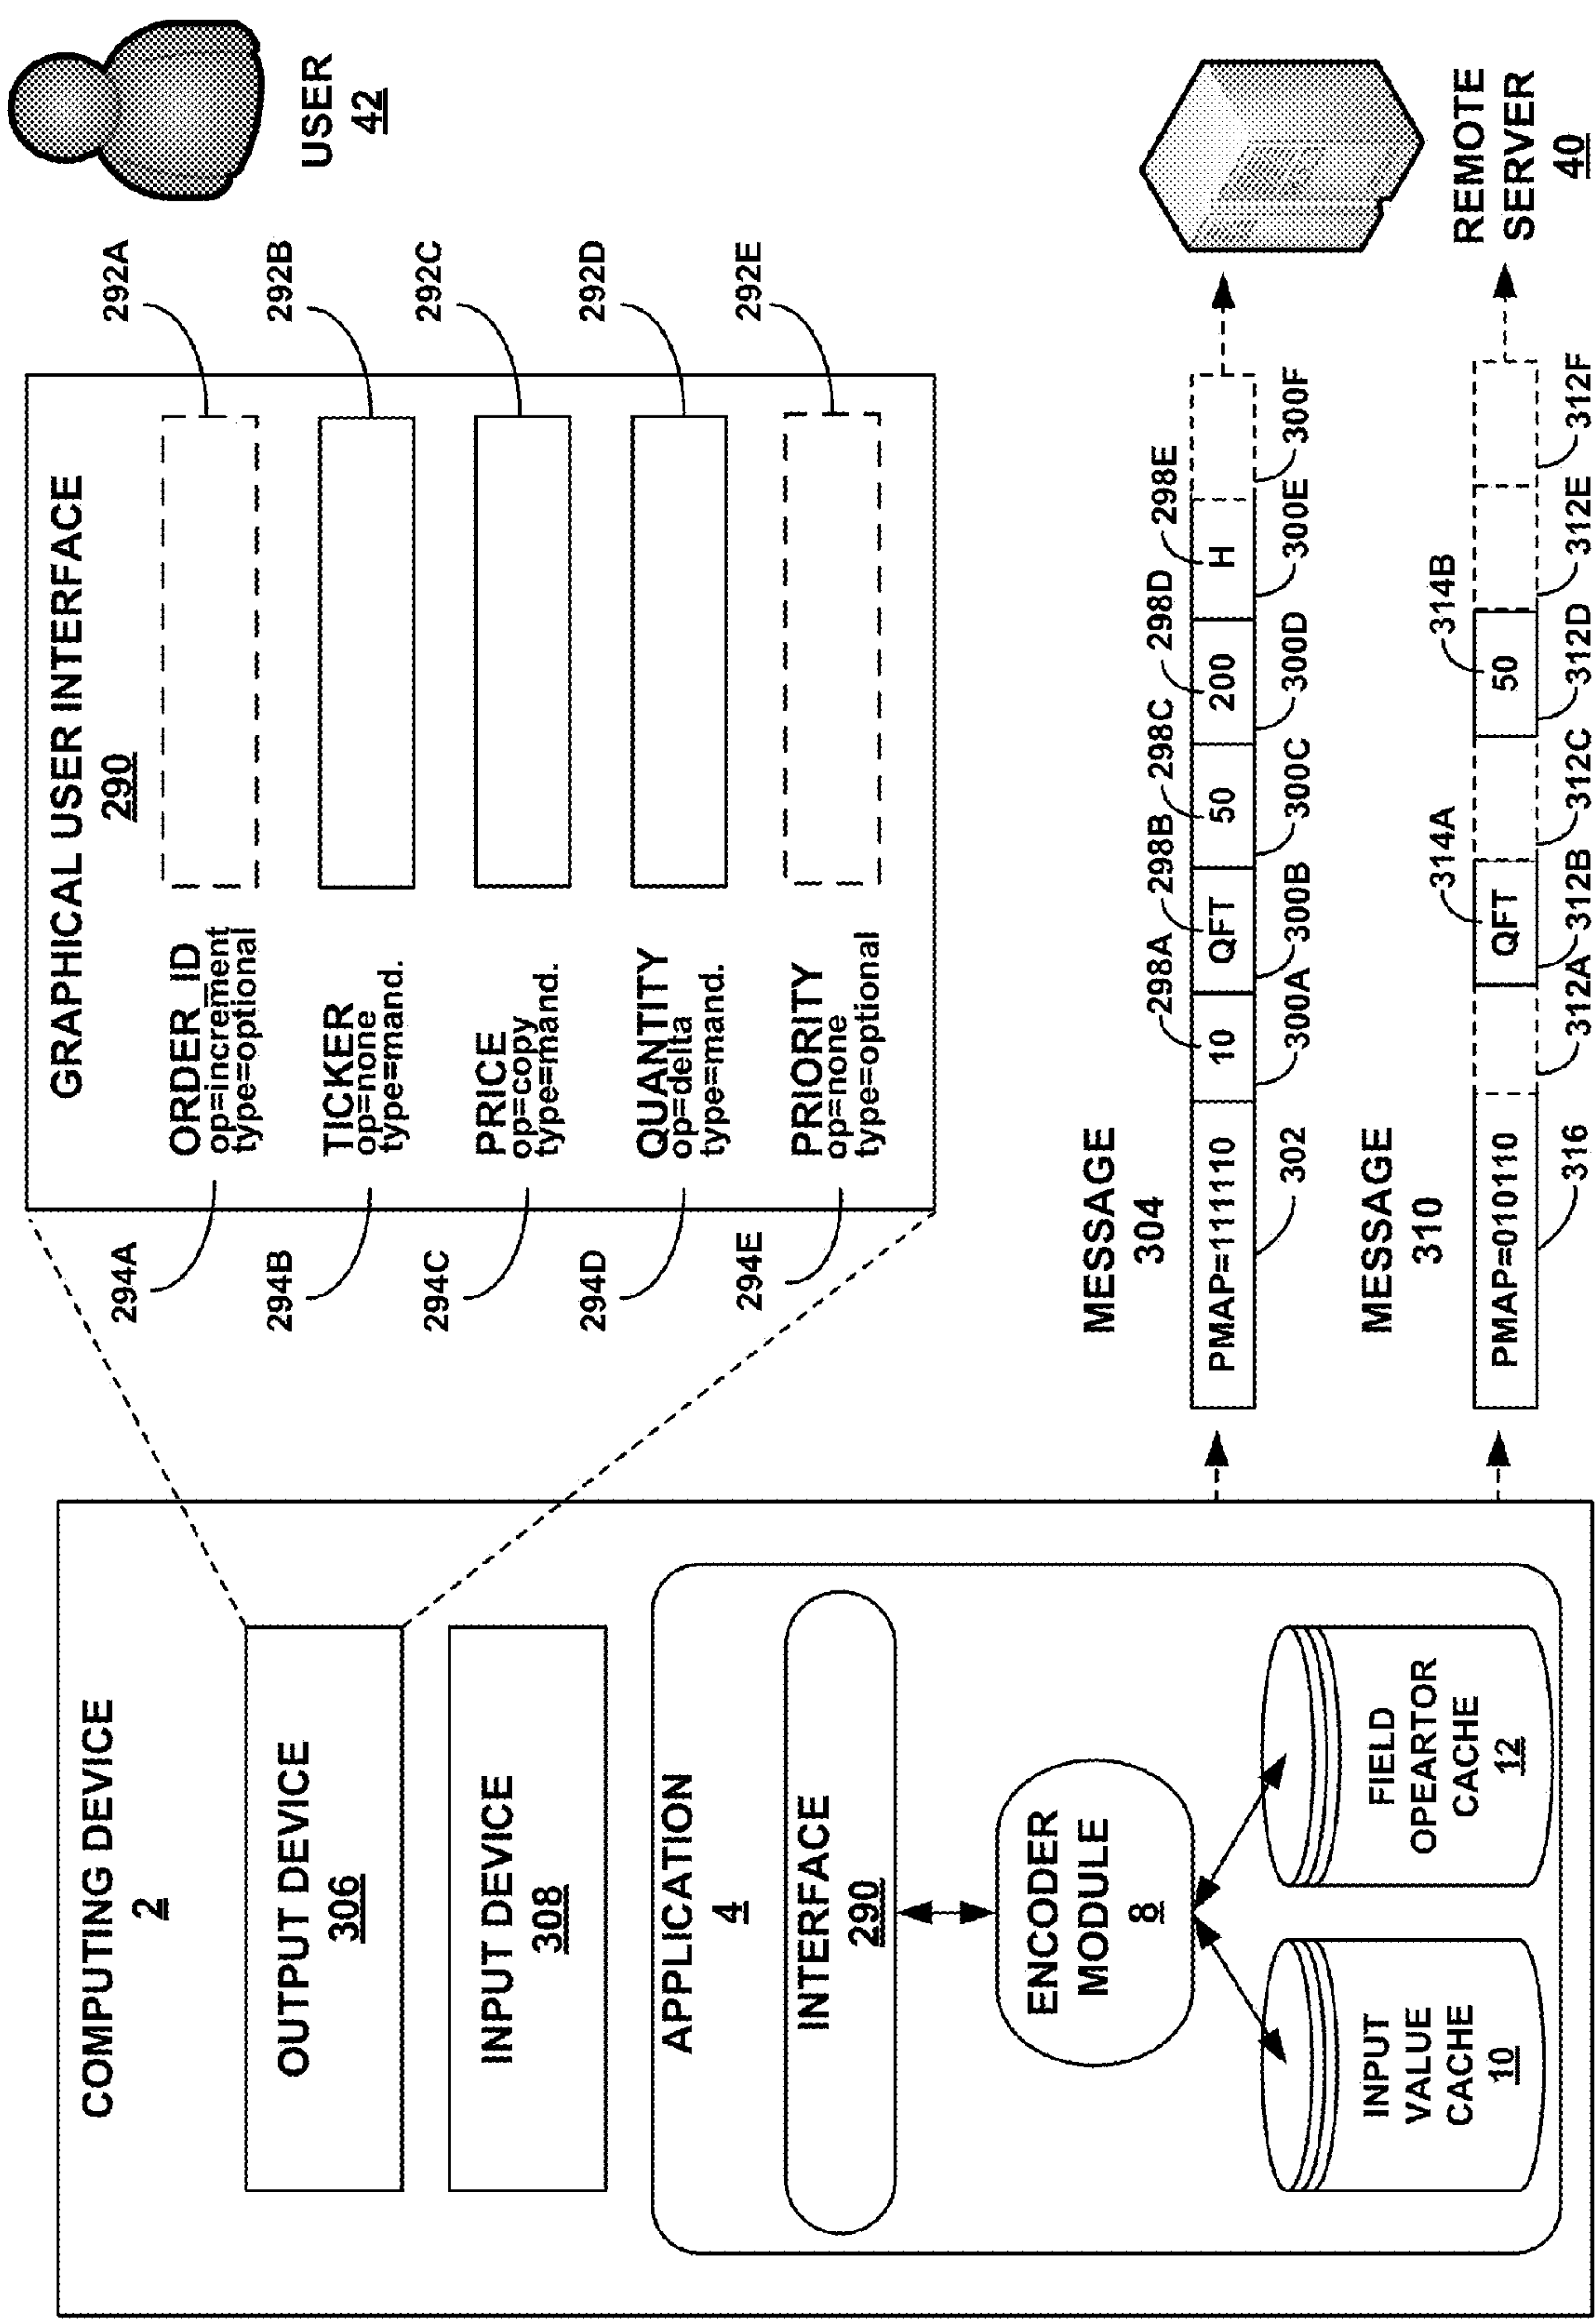 COMPUTING DEVICE
2
OUTPUT DEVICE
306
INPUT DEVICE
308
APPLICATION
4
INTERFACE
290
ENCODER
MODULE
8
INPUT
VALUE
CACHE
10
FIELD
OPEARTOR
CACHE
12
GRAPHICAL USER INTERFACE
290
294A
ORDER ID
op=increment
type=optional
292A
294B
TICKER
op=none
type=mand.
292B
294C
PRICE
op=copy
type=mand.
292C
294D
QUANTITY
op=delta
type=mand.
292D
294E
PRIORITY
op=none
type=optional
292E
USER
42
MESSAGE
304
298A 298B 298C 298D 298E
PMAP=111110 10 QFT 50 200 H
302 300A 300B 300C 300D 300E 300F
MESSAGE
310
314A 314B
PMAP=010110 QFT 50
316 312A 312B 312C 312D 312E 312F
REMOTE
SERVER
40